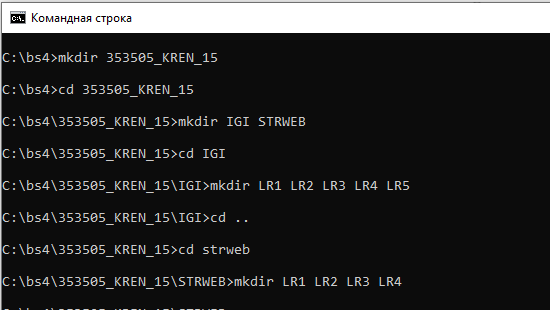 Командная строка
C:\bs4>mkdir 353505_KREN_15
C:\bs4>cd 353505_KREN_15
C:\bs4\353505_KREN_15>mkdir IGI STRWEB
C:\bs4\353505_KREN_15>cd IGI
C:\bs4\353505_KREN_15\IGI>mkdir LR1 LR2 LR3 LR4 LR5
C:\bs4\353505_KREN_15\IGI>cd ..
C:\bs4\353505_KREN_15>cd strweb
C:\bs4\353505_KREN_15\STRWEB>mkdir LR1 LR2 LR3 LR4